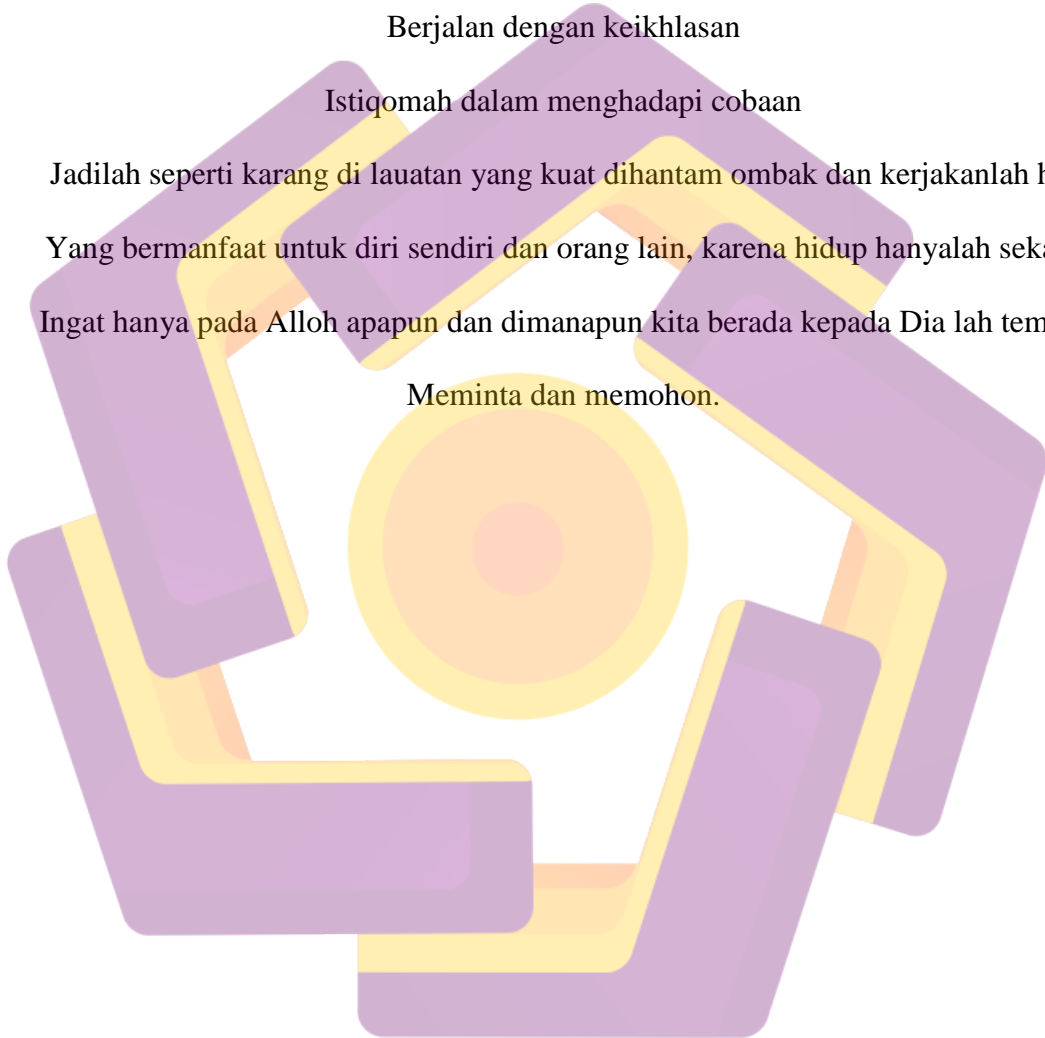 Berjalan dengan keikhlasan
Istiqomah dalam menghadapi cobaan
Jadilah seperti karang di lauatan yang kuat dihantam ombak dan kerjakanlah
Yang bermanfaat untuk diri sendiri dan orang lain, karena hidup hanyalah
Ingat hanya pada Alloh apapun dan dimanapun kita berada kepada Dia lah
Meminta dan memohon.